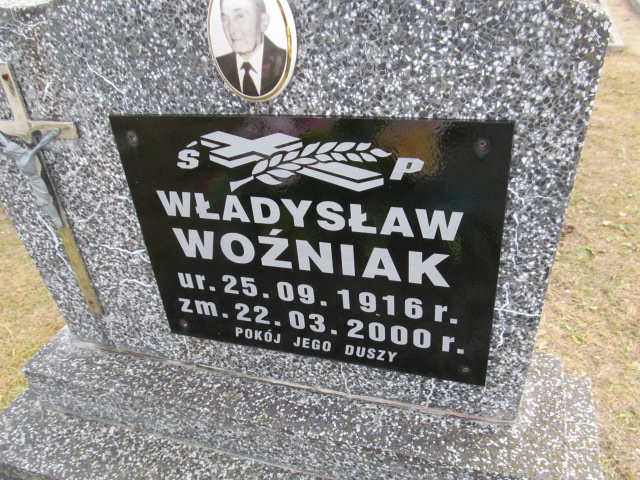 Ś P
WŁADYSŁAW
WOŹNIAK
ur. 25.09.1916 r.
zm. 22.03.2000 r.
POKÓJ JEGO DUSZY